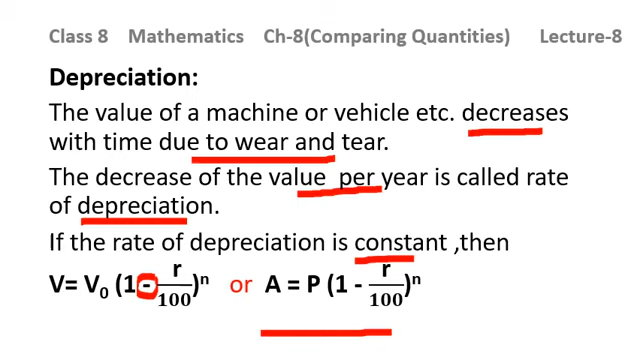 Class 8 Mathematics Ch-8(Comparing Quantities) Lecture-8
Depreciation:
The value of a machine or vehicle etc. decreases
with time due to wear and tear.
The decrease of the value per year is called rate
of depreciation.
If the rate of depreciation is constant ,then
V= V₀ (1 - r/100)ⁿ or A = P (1 - r/100)ⁿ